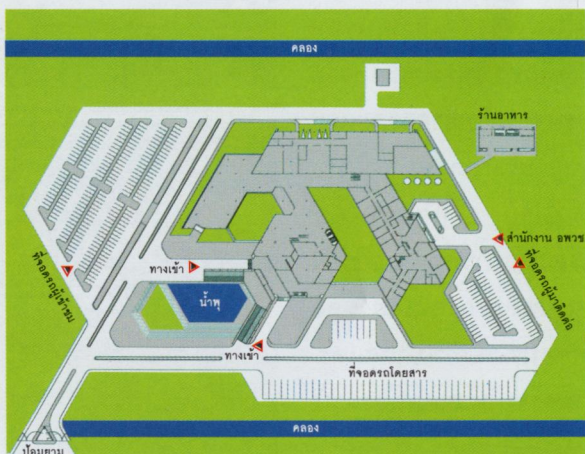 คลอง
ร้านอาหาร
สำนักงาน อพวช
ที่จอดรถผู้มาติดต่อ
ที่จอดรถผู้เข้าชม
ทางเข้า
น้ำพุ
ทางเข้า
ที่จอดรถโดยสาร
คลอง
ป้อมยาม